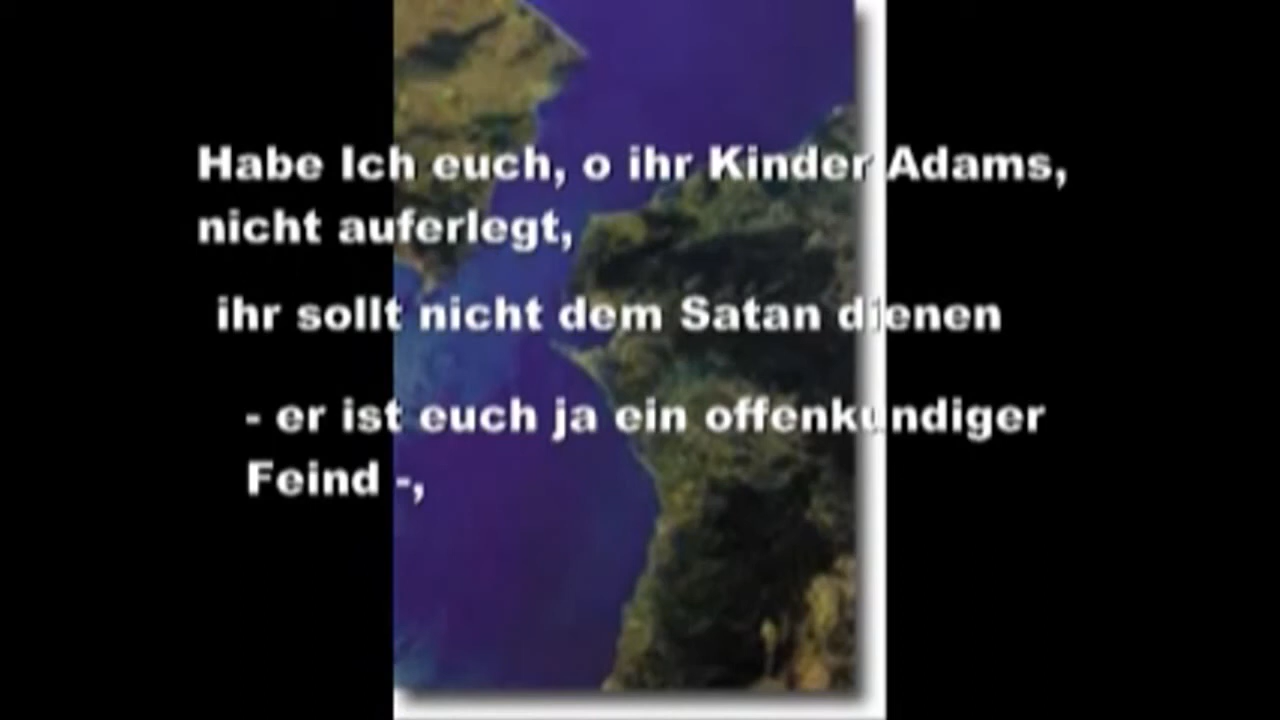 Habe Ich euch, o ihr Kinder Adams,
nicht auferlegt,
ihr sollt nicht dem Satan dienen
- er ist euch ja ein offenkundiger
Feind -,